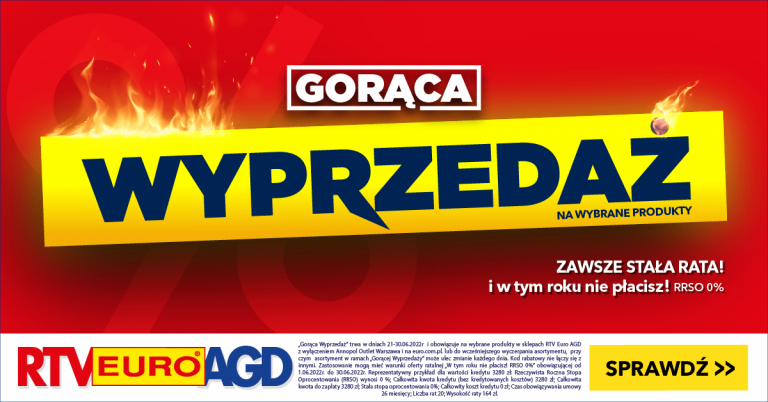 GORĄCA
WYPRZEDAŻ
NA WYBRANE PRODUKTY
ZAWSZE STAŁA RATA!
i w tym roku nie płacisz! RRSO 0%
RTV EURO® AGD
„Gorąca Wyprzedaż” trwa w dniach 21-30.06.2022r i obowiązuje na wybrane produkty w sklepach RTV Euro AGD
z wyłączeniem Annopol Outlet Warszawa i na euro.com.pl lub do wcześniejszego wyczerpania asortymentu, przy
czym asortyment w ramach „Gorącej Wyprzedaży” może ulec zmianie każdego dnia. Kod rabatowy nie łączy się z
innymi. Zastosowanie mogą mieć warunki oferty ratalnej „W tym roku nie płacisz! RRSO 0%” obowiązującej od
1.06.2022r. do 30.06.2022r. Reprezentatywny przykład dla wartości kredytu 3280 zł: Rzeczywista Roczna Stopa
Oprocentowania (RRSO) wynosi 0 %; Całkowita kwota kredytu (bez kredytowanych kosztów) 3280 zł; Całkowita
kwota do zapłaty 3280 zł; Stała stopa oprocentowania 0%; Całkowity koszt kredytu 0 zł; Czas obowiązywania umowy
26 miesięcy; Liczba rat 20; Wysokość raty 164 zł.
SPRAWDŹ >>